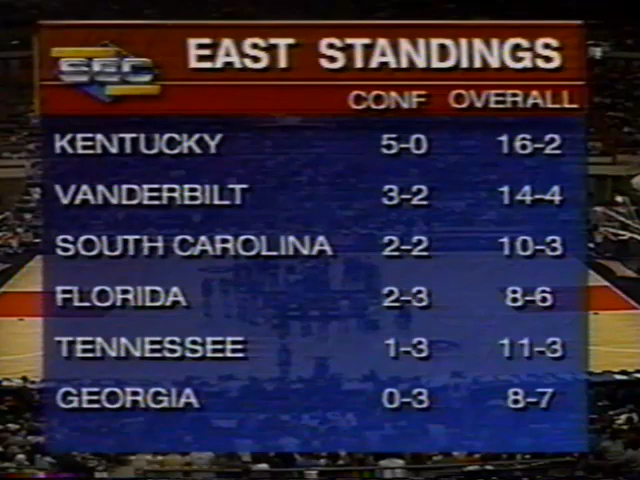 SEC EAST STANDINGS
CONF OVERALL
KENTUCKY 5-0 16-2
VANDERBILT 3-2 14-4
SOUTH CAROLINA 2-2 10-3
FLORIDA 2-3 8-6
TENNESSEE 1-3 11-3
GEORGIA 0-3 8-7